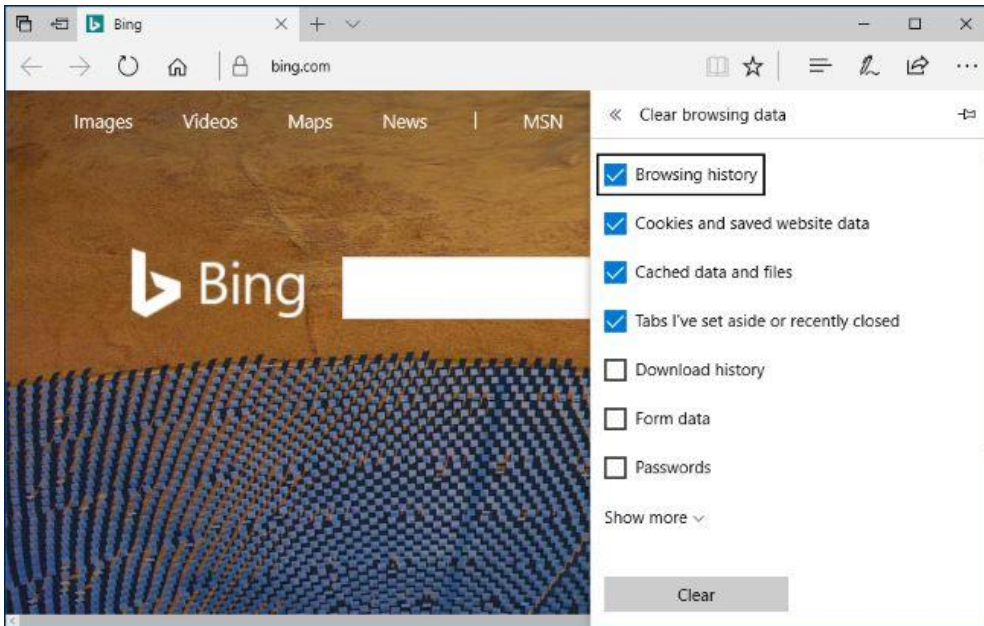 Bing
bing.com
Images Videos Maps News | MSN
Bing
Clear browsing data
Browsing history
Cookies and saved website data
Cached data and files
Tabs I've set aside or recently closed
Download history
Form data
Passwords
Show more
Clear